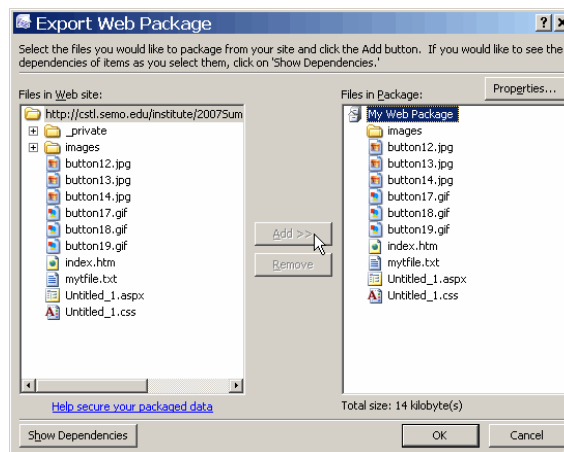 Export Web Package
Select the files you would like to package from your site and click the Add button. If you would like to see the
dependencies of items as you select them, click on 'Show Dependencies.'
Files in Web site:
http://cstl.semo.edu/institute/2007Sum
_private
images
button12.jpg
button13.jpg
button14.jpg
button17.gif
button18.gif
button19.gif
index.htm
mytfile.txt
Untitled_1.aspx
Untitled_1.css
Help secure your packaged data
Show Dependencies
Add >>
Remove
Files in Package:
Properties...
My Web Package
images
button12.jpg
button13.jpg
button14.jpg
button17.gif
button18.gif
button19.gif
index.htm
mytfile.txt
Untitled_1.aspx
Untitled_1.css
Total size: 14 kilobyte(s)
OK
Cancel